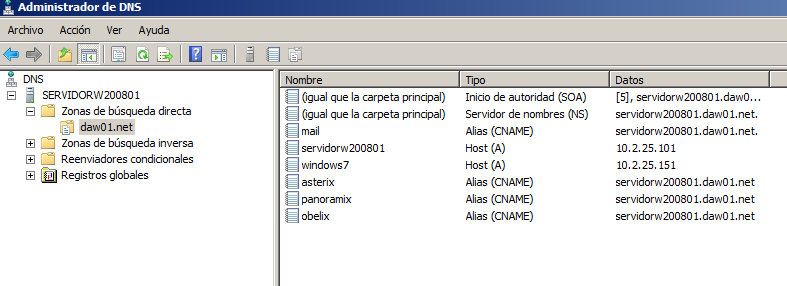 Administrador de DNS
Archivo Acción Ver Ayuda
DNS
SERVIDORW200801
Zonas de búsqueda directa
daw01.net
Zonas de búsqueda inversa
Reenviadores condicionales
Registros globales
Nombre Tipo Datos
(igual que la carpeta principal) Inicio de autoridad (SOA) [5], servidorw200801.daw0...
(igual que la carpeta principal) Servidor de nombres (NS) servidorw200801.daw01.net.
mail Alias (CNAME) servidorw200801.daw01.net.
servidorw200801 Host (A) 10.2.25.101
windows7 Host (A) 10.2.25.151
asterix Alias (CNAME) servidorw200801.daw01.net
panoramix Alias (CNAME) servidorw200801.daw01.net
obelix Alias (CNAME) servidorw200801.daw01.net